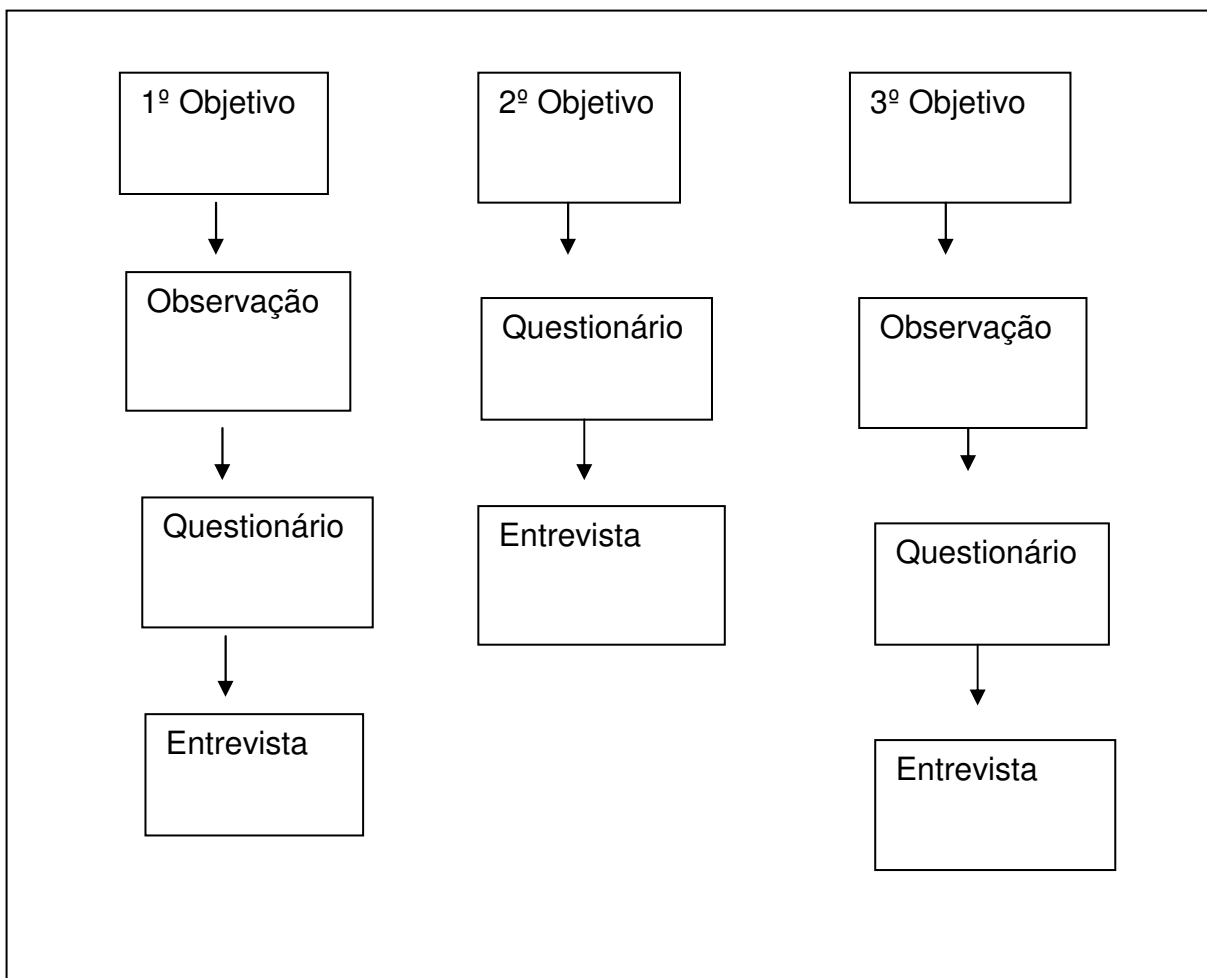 1º Objetivo
Observação
Questionário
Entrevista
2º Objetivo
Questionário
Entrevista
3º Objetivo
Observação
Questionário
Entrevista